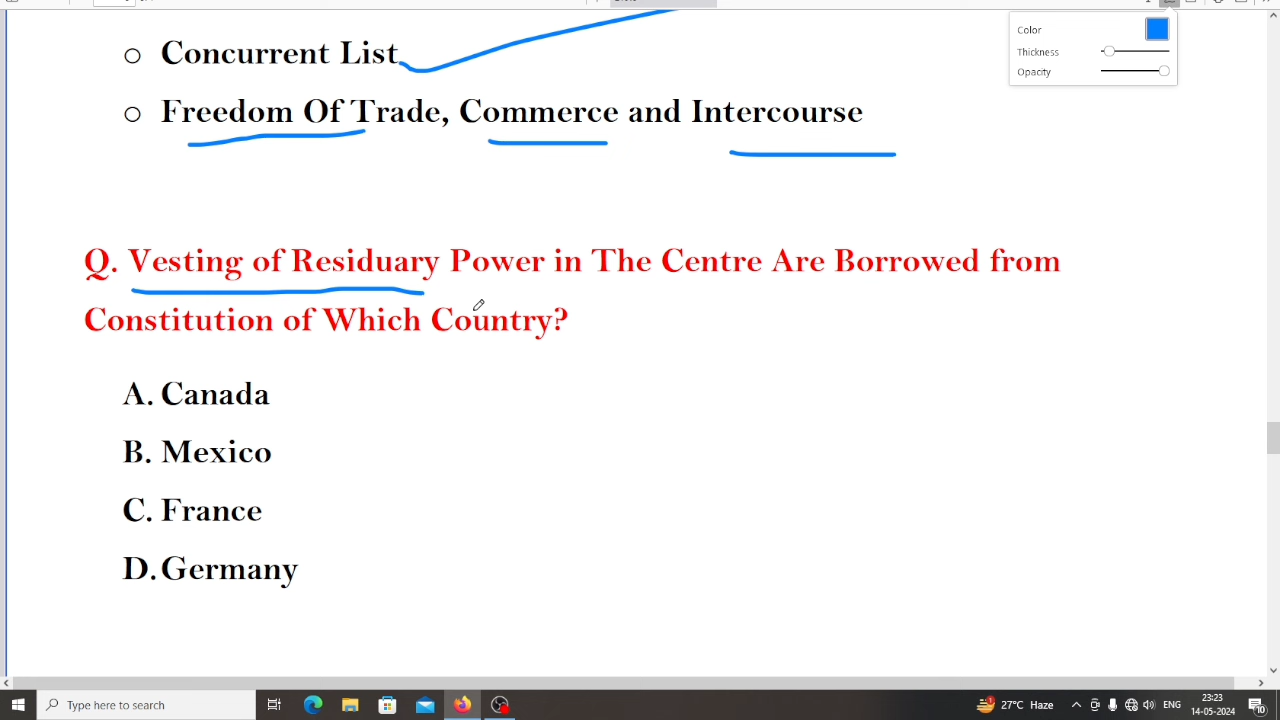 Color
Thickness
Opacity
o Concurrent List
o Freedom Of Trade, Commerce and Intercourse
Q. Vesting of Residuary Power in The Centre Are Borrowed from
Constitution of Which Country?
A. Canada
B. Mexico
C. France
D. Germany
Type here to search
27°C Haze
ENG
23:23
14-05-2024
10